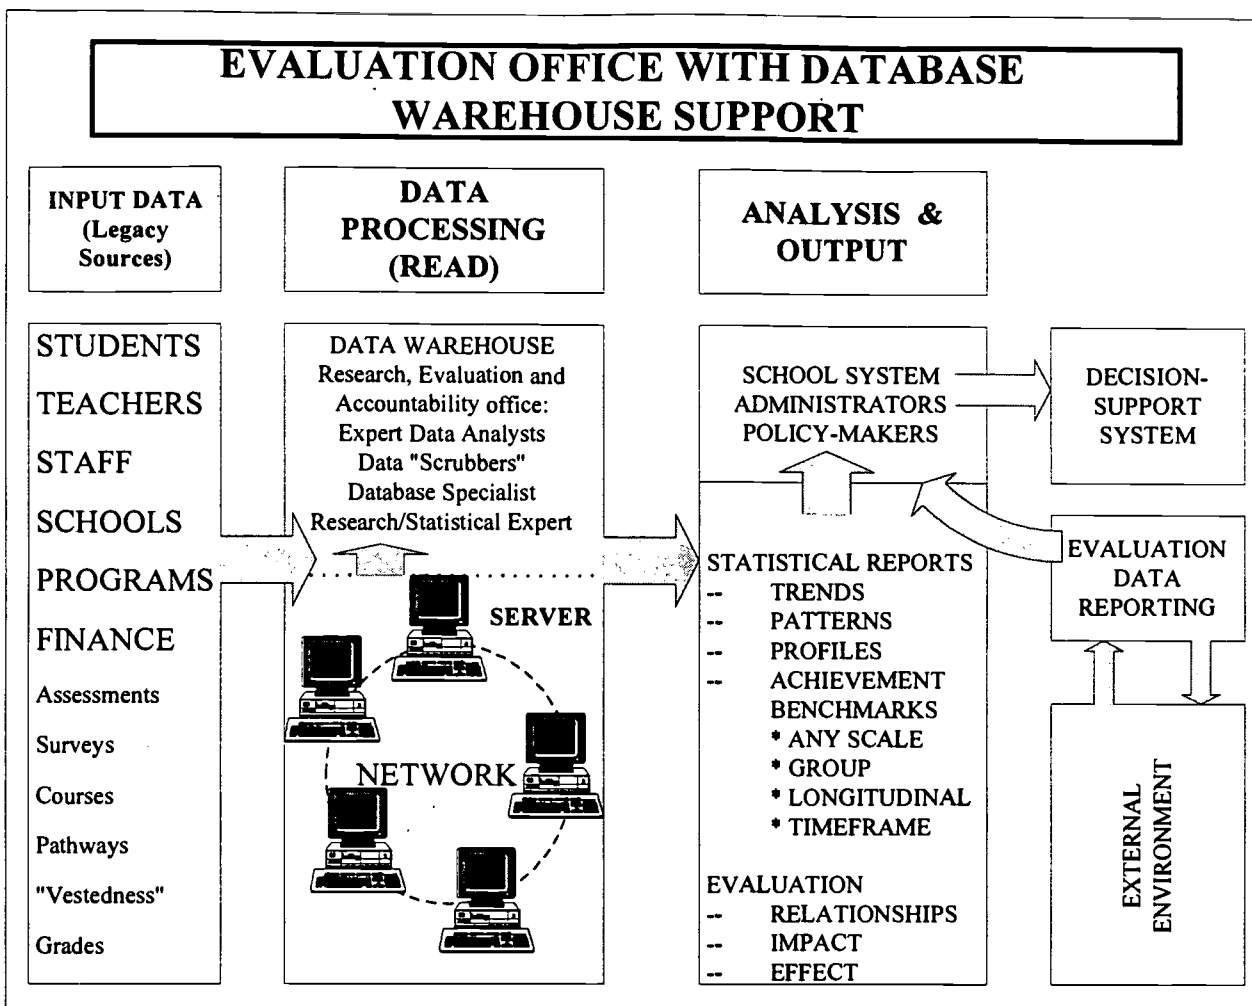 EVALUATION OFFICE WITH DATABASE
WAREHOUSE SUPPORT
INPUT DATA
(Legacy
Sources)
DATA
PROCESSING
(READ)
ANALYSIS &
OUTPUT
STUDENTS
TEACHERS
STAFF
SCHOOLS
PROGRAMS
FINANCE
Assessments
Surveys
Courses
Pathways
"Vestedness"
Grades
DATA WAREHOUSE
Research, Evaluation and
Accountability office:
Expert Data Analysts
Data "Scrubbers"
Database Specialist
Research/Statistical Expert
SERVER
NETWORK
SCHOOL SYSTEM
ADMINISTRATORS
POLICY-MAKERS
STATISTICAL REPORTS
-- TRENDS
-- PATTERNS
-- PROFILES
-- ACHIEVEMENT
BENCHMARKS
* ANY SCALE
* GROUP
* LONGITUDINAL
* TIMEFRAME
EVALUATION
-- RELATIONSHIPS
-- IMPACT
-- EFFECT
DECISION-
SUPPORT
SYSTEM
EVALUATION
DATA
REPORTING
EXTERNAL
ENVIRONMENT